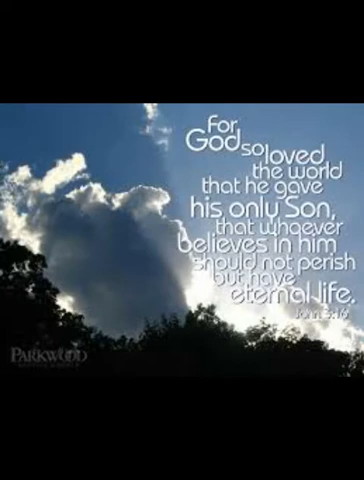 For
God so
loved
the world
that he gave
his only Son,
that whoever
believes in him
should not perish
but have
eternal life.
John 3:16
PARKWOOD